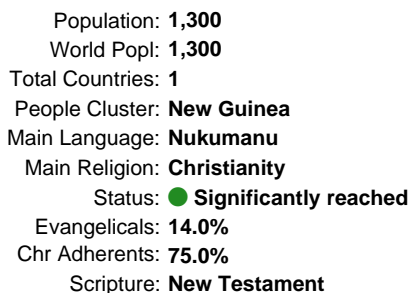 Population: 1,300
World Popl: 1,300
Total Countries: 1
People Cluster: New Guinea
Main Language: Nukumanu
Main Religion: Christianity
Status: Significantly reached
Evangelicals: 14.0%
Chr Adherents: 75.0%
Scripture: New Testament